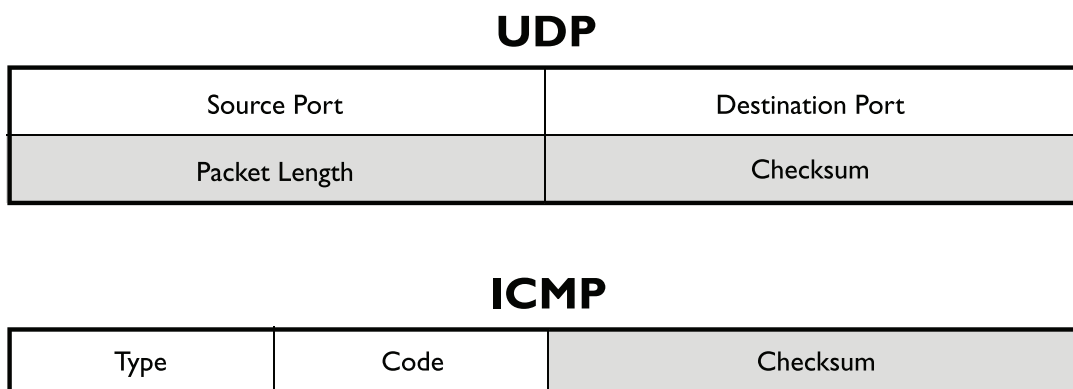 UDP
Source Port Destination Port
Packet Length Checksum
ICMP
Type Code Checksum